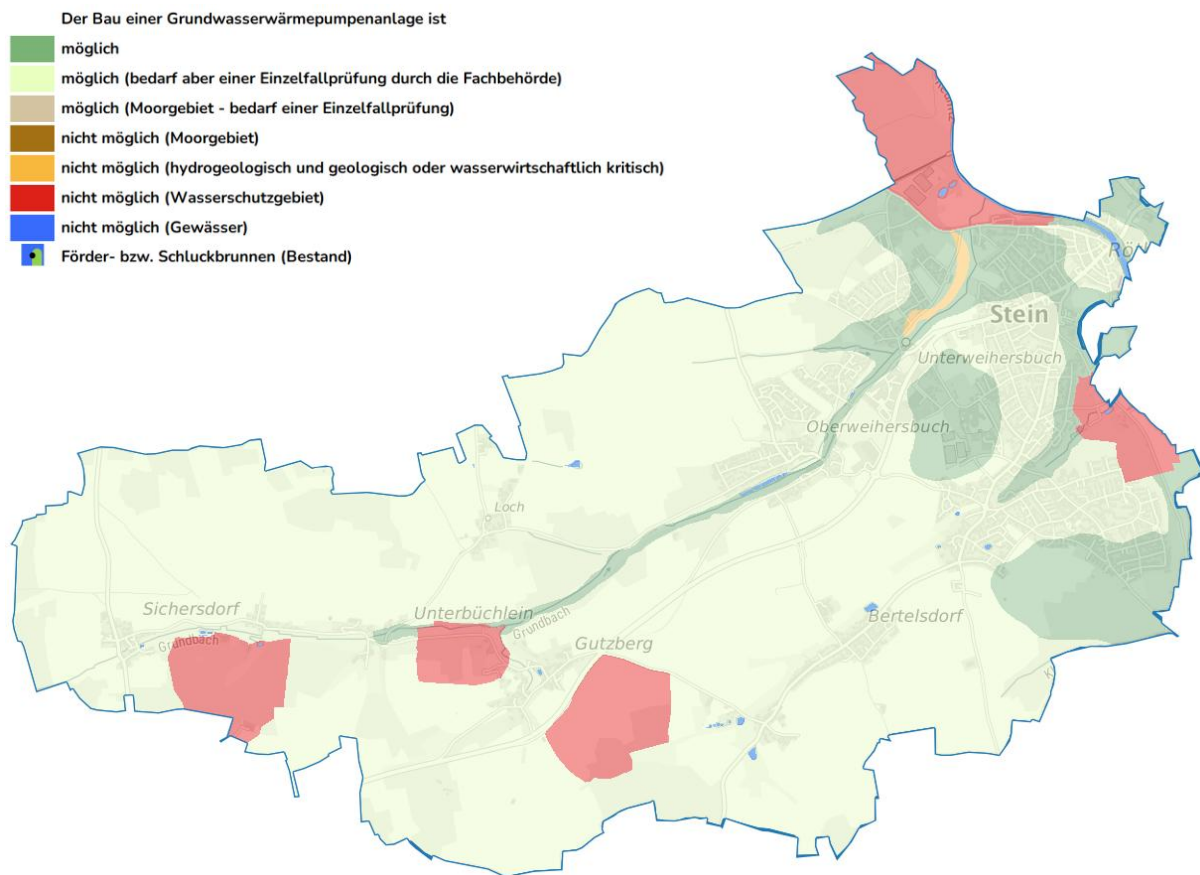 Der Bau einer Grundwasserwärmepumpenanlage ist
möglich
möglich (bedarf aber einer Einzelfallprüfung durch die Fachbehörde)
möglich (Moorgebiet - bedarf einer Einzelfallprüfung)
nicht möglich (Moorgebiet)
nicht möglich (hydrogeologisch und geologisch oder wasserwirtschaftlich kritisch)
nicht möglich (Wasserschutzgebiet)
nicht möglich (Gewässer)
Förder- bzw. Schluckbrunnen (Bestand)
Stein
Unterweihersbuch
Oberweihersbuch
Loch
Sichersdorf
Unterbüchlein
Grundbach
Grundbach
Gutzberg
Bertelsdorf